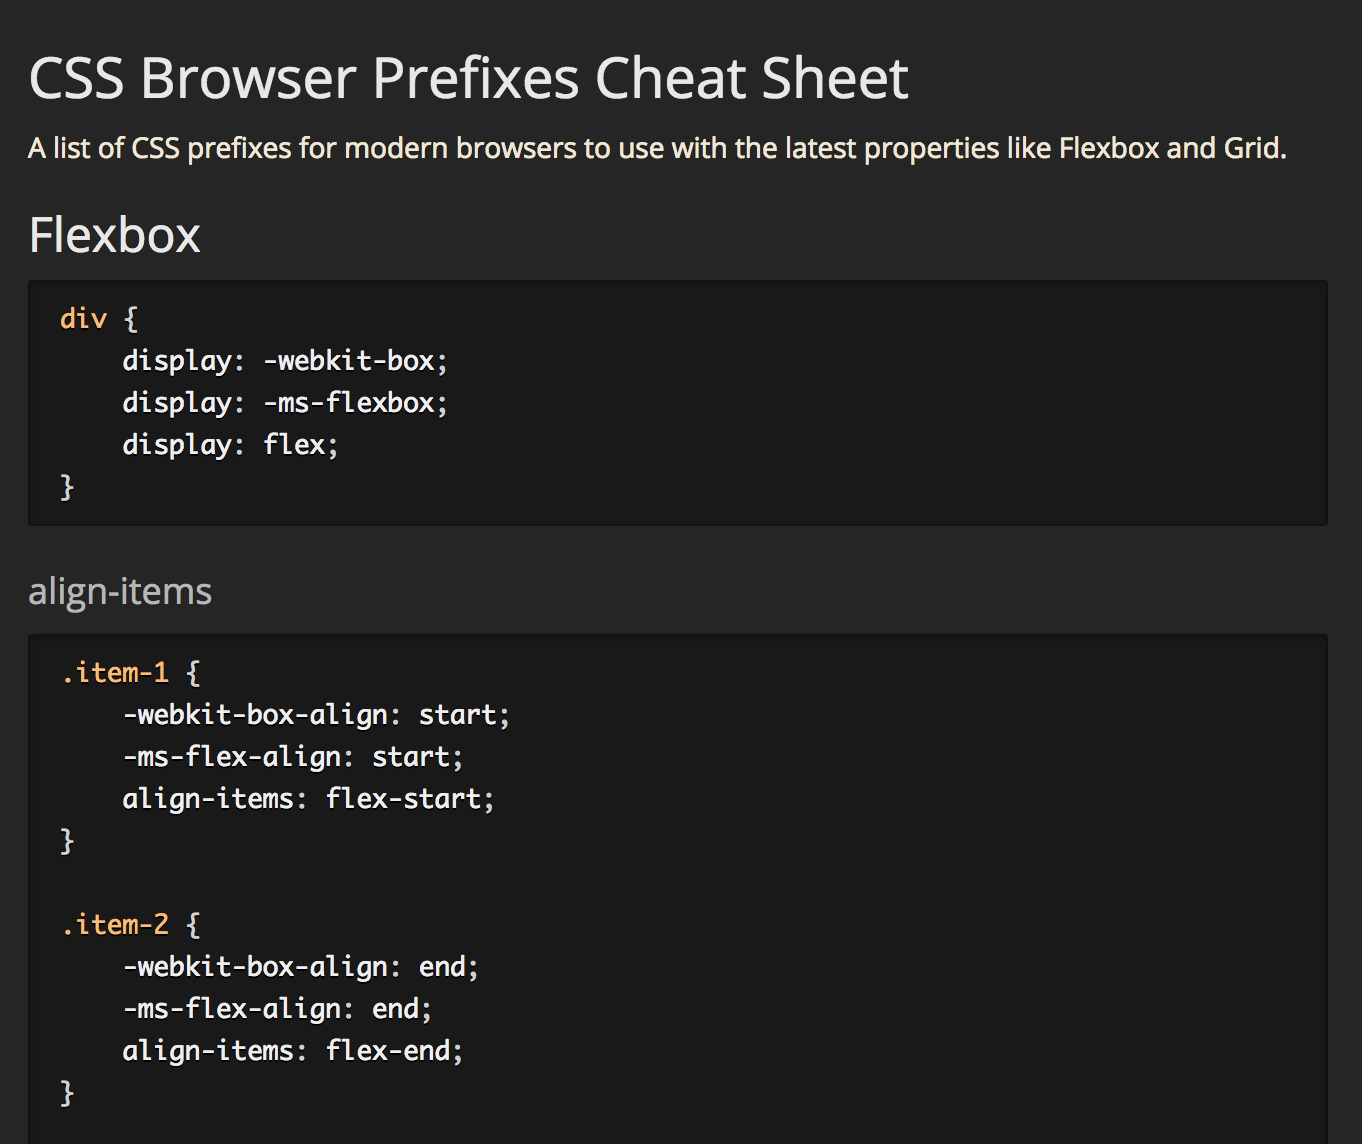 CSS Browser Prefixes Cheat Sheet
A list of CSS prefixes for modern browsers to use with the latest properties like Flexbox and Grid.
Flexbox
div {
    display: -webkit-box;
    display: -ms-flexbox;
    display: flex;
}
align-items
.item-1 {
    -webkit-box-align: start;
    -ms-flex-align: start;
    align-items: flex-start;
}
.item-2 {
    -webkit-box-align: end;
    -ms-flex-align: end;
    align-items: flex-end;
}